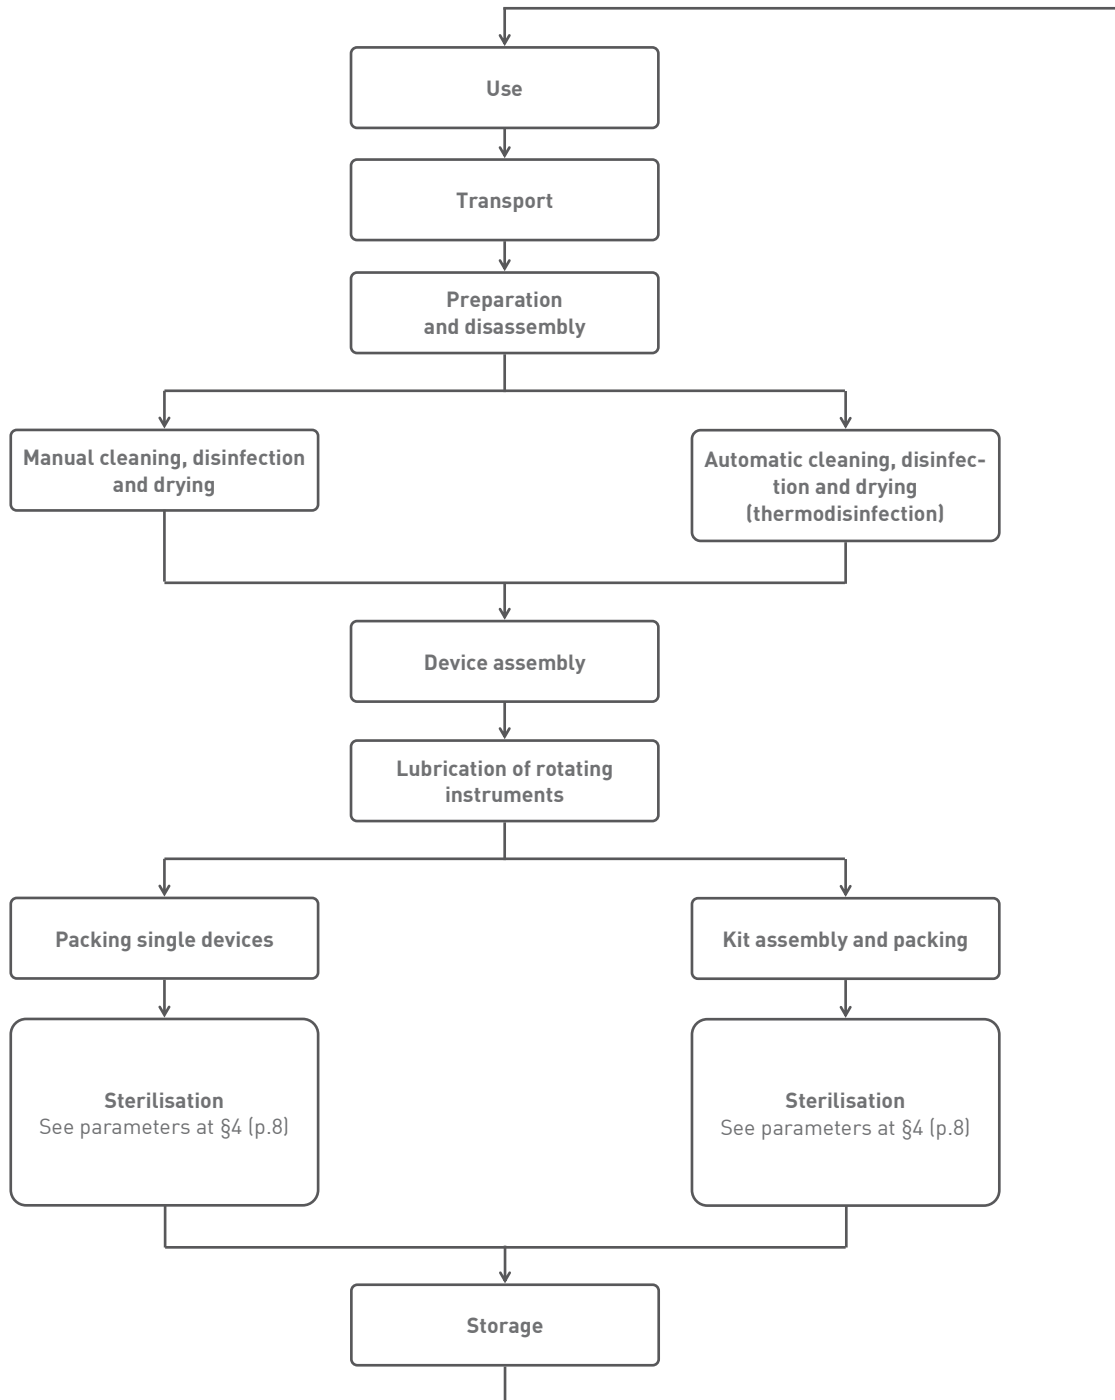 Use
Transport
Preparation
and disassembly
Manual cleaning, disinfection
and drying
Automatic cleaning, disinfec-
tion and drying
(thermodisinfection)
Device assembly
Lubrication of rotating
instruments
Packing single devices
Kit assembly and packing
Sterilisation
See parameters at §4 (p.8)
Sterilisation
See parameters at §4 (p.8)
Storage